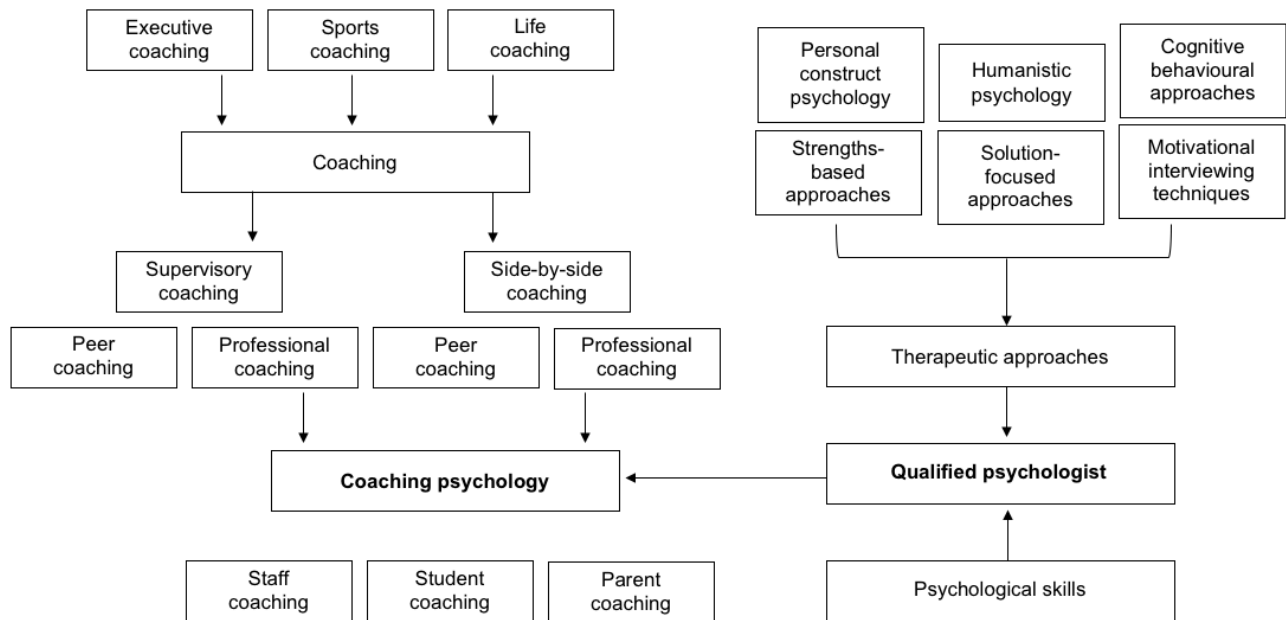 Executive
coaching
Sports
coaching
Life
coaching
Coaching
Supervisory
coaching
Side-by-side
coaching
Peer
coaching
Professional
coaching
Peer
coaching
Professional
coaching
Coaching psychology
Staff
coaching
Student
coaching
Parent
coaching
Personal
construct
psychology
Humanistic
psychology
Cognitive
behavioural
approaches
Strengths-
based
approaches
Solution-
focused
approaches
Motivational
interviewing
techniques
Therapeutic approaches
Qualified psychologist
Psychological skills